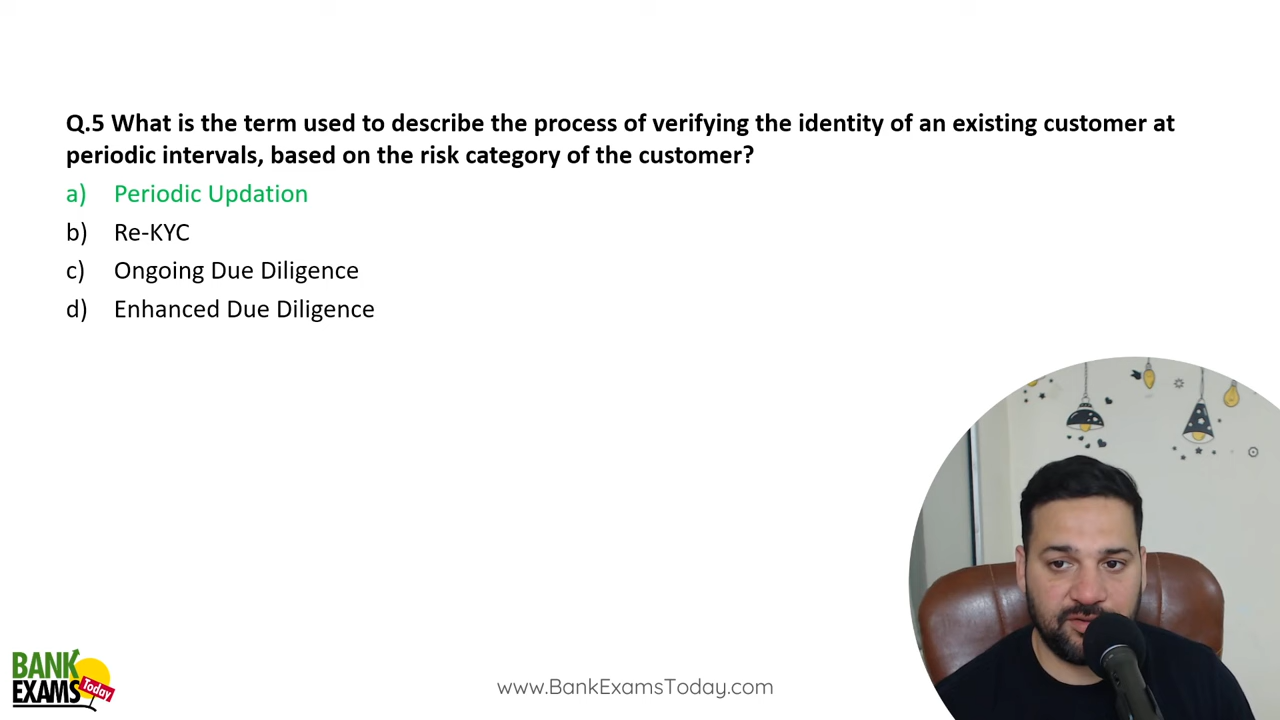 Q.5 What is the term used to describe the process of verifying the identity of an existing customer at
periodic intervals, based on the risk category of the customer?
a) Periodic Updation
b) Re-KYC
c) Ongoing Due Diligence
d) Enhanced Due Diligence
BANK
EXAMS
Today
www.BankExamsToday.com